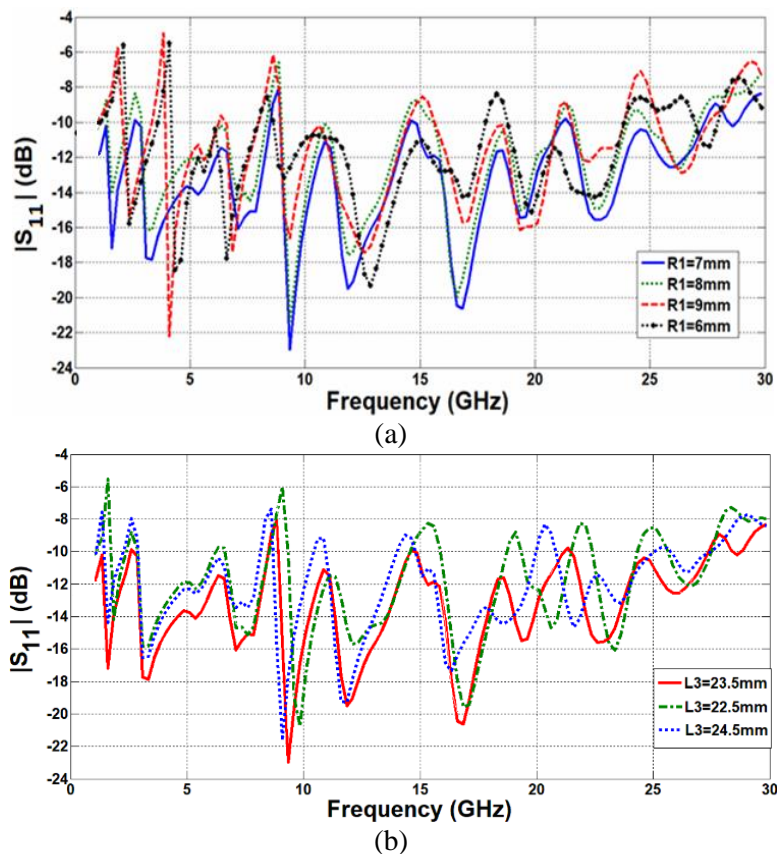 -4
-6
-8
-10
-12
-14
-16
-18
-20
-22
-24
|S11| (dB)
R1=7mm
R1=8mm
R1=9mm
R1=6mm
0 5 10 15 20 25 30
Frequency (GHz)
(a)
-4
-6
-8
-10
-12
-14
-16
-18
-20
-22
-24
|S11| (dB)
L3=23.5mm
L3=22.5mm
L3=24.5mm
0 5 10 15 20 25 30
Frequency (GHz)
(b)